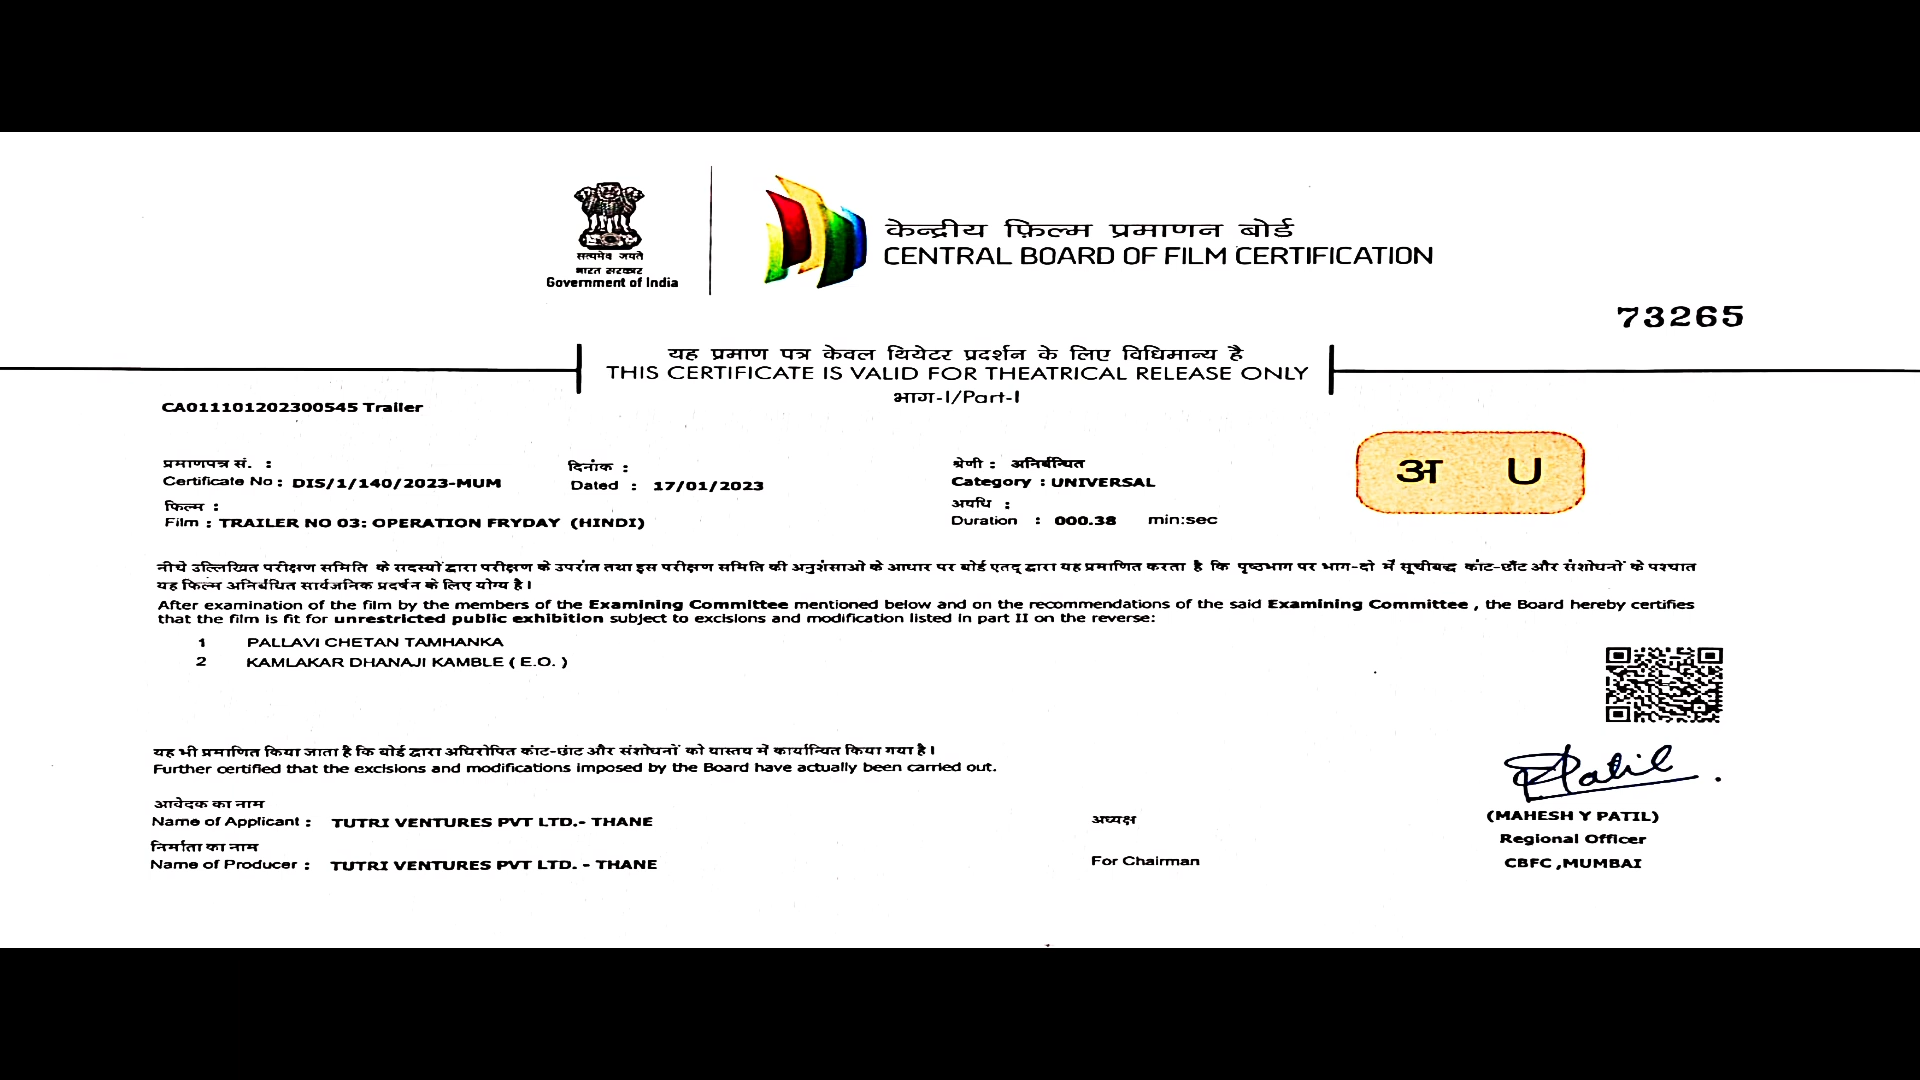 सत्यमेव जयते
भारत सरकार
Government of India
केन्द्रीय फ़िल्म प्रमाणन बोर्ड
CENTRAL BOARD OF FILM CERTIFICATION
73265
यह प्रमाण पत्र केवल थियेटर प्रदर्शन के लिए विधिमान्य है
THIS CERTIFICATE IS VALID FOR THEATRICAL RELEASE ONLY
भाग-I/Part-I
CA011101202300545 Trailer
प्रमाणपत्र सं. :
Certificate No : DIS/1/140/2023-MUM
दिनांक :
Dated : 17/01/2023
श्रेणी : अनिर्बन्धित
Category : UNIVERSAL
अ U
फिल्म :
Film : TRAILER NO 03: OPERATION FRYDAY (HINDI)
अवधि :
Duration : 000.38 min:sec
नीचे उल्लिखित परीक्षण समिति के सदस्यों द्वारा परीक्षण के उपरांत तथा इस परीक्षण समिति की अनुशंसाओ के आधार पर बोर्ड एतद् द्वारा यह प्रमाणित करता है कि पृष्ठभाग पर भाग-दो में सूचीबद्ध कांट-छाँट और संशोधनों के पश्चात
यह फिल्म अनिर्बंधित सार्वजनिक प्रदर्षन के लिए योग्य है।
After examination of the film by the members of the Examining Committee mentioned below and on the recommendations of the said Examining Committee , the Board hereby certifies
that the film is fit for unrestricted public exhibition subject to excisions and modification listed in part II on the reverse:
1 PALLAVI CHETAN TAMHANKA
2 KAMLAKAR DHANAJI KAMBLE ( E.O. )
यह भी प्रमाणित किया जाता है कि बोर्ड द्वारा अधिरोपित कांट-छांट और संशोधनों को वास्तव में कार्यान्वित किया गया है।
Further certified that the excisions and modifications imposed by the Board have actually been carried out.
आवेदक का नाम
Name of Applicant : TUTRI VENTURES PVT LTD.- THANE
निर्माता का नाम
Name of Producer : TUTRI VENTURES PVT LTD. - THANE
अध्यक्ष
For Chairman
Patil
(MAHESH Y PATIL)
Regional Officer
CBFC ,MUMBAI